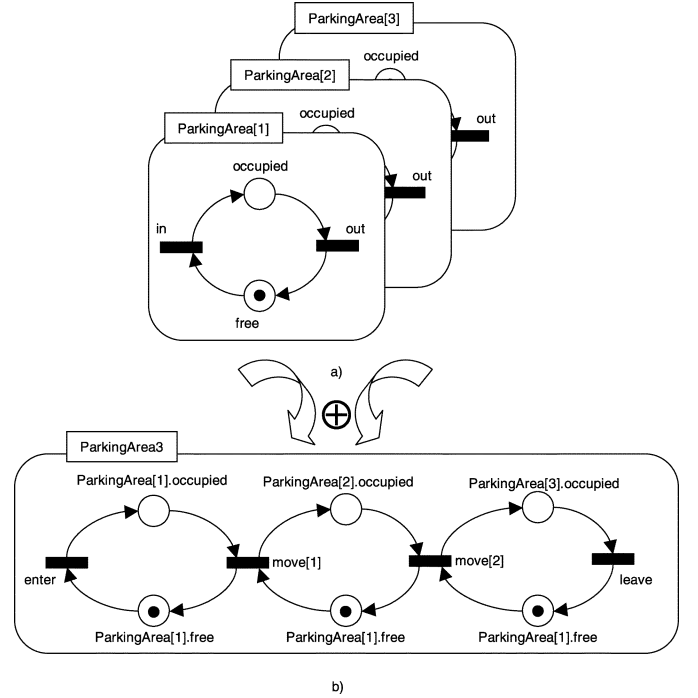 ParkingArea[3]
occupied
ParkingArea[2]
occupied
out
ParkingArea[1]
occupied
out
in
out
free
a)
ParkingArea3
ParkingArea[1].occupied
ParkingArea[2].occupied
ParkingArea[3].occupied
enter
move[1]
move[2]
leave
ParkingArea[1].free
ParkingArea[1].free
ParkingArea[1].free
b)